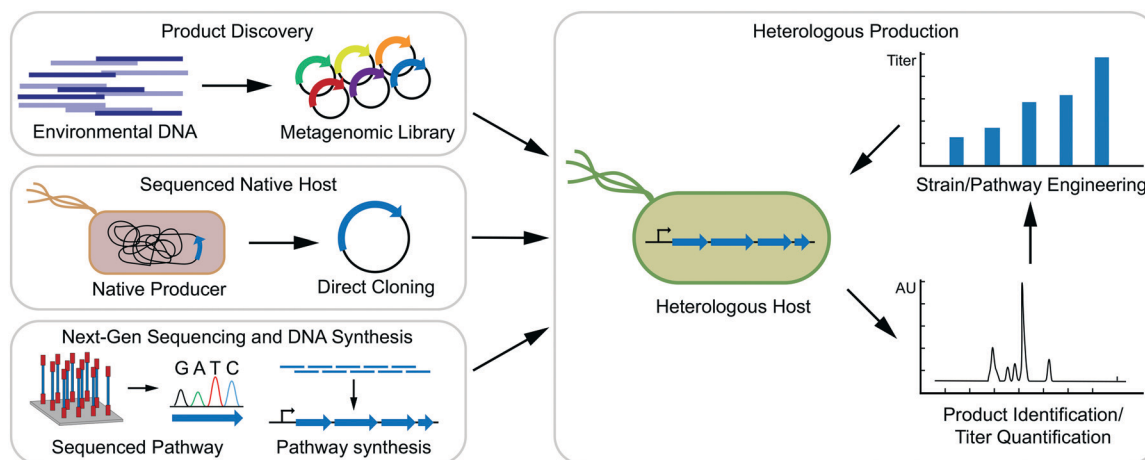 Product Discovery
Environmental DNA
Metagenomic Library
Sequenced Native Host
Native Producer
Direct Cloning
Next-Gen Sequencing and DNA Synthesis
G A T C
Sequenced Pathway
Pathway synthesis
Heterologous Production
Titer
Strain/Pathway Engineering
Heterologous Host
AU
Product Identification/
Titer Quantification